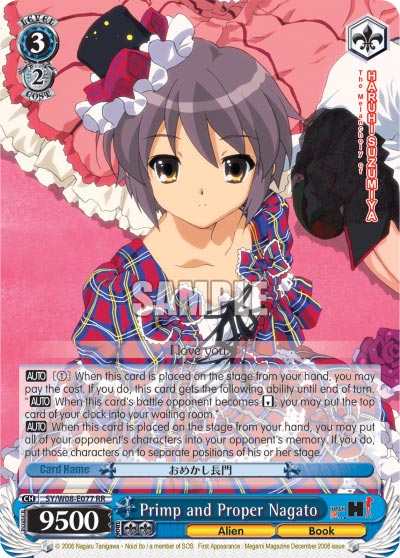 LEVEL
3
2
COST
The Melancholy of
HARUHI SUZUMIYA
SAMPLE
I love you.
AUTO [①] When this card is placed on the stage from your hand, you may
pay the cost. If you do, this card gets the following ability until end of turn.
"AUTO When this card's battle opponent becomes, you may put the top
card of your clock into your waiting room."
AUTO When this card is placed on the stage from your hand, you may
put all of your opponent's characters into your opponent's memory. If you do,
put those characters on to separate positions of his or her stage.
Card Name
おめかし長門
CH
SY/W08-E077 RR
POWER
9500
SOUL
Primp and Proper Nagato
Alien
Book
© 2006 Nagaru Tanigawa・Noizi Ito / a member of SOS First Appearance : Megami Magazine December 2006 issue